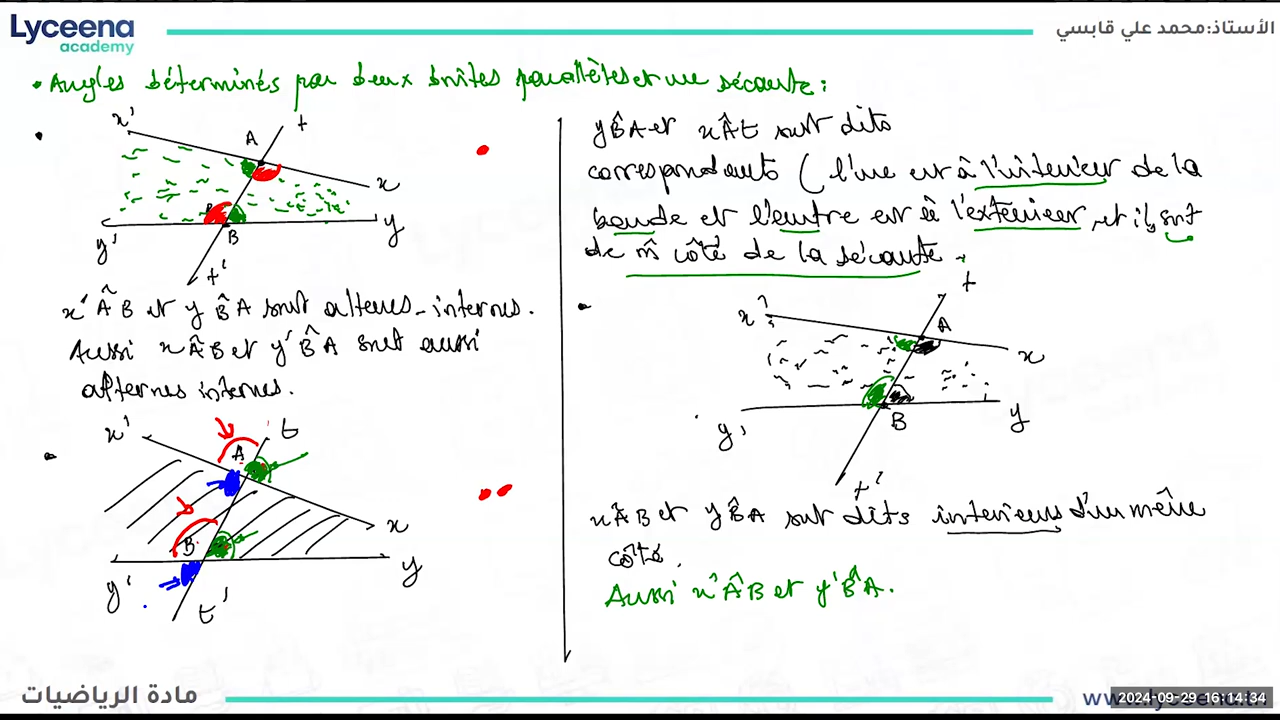 Lyceena
academy
الأستاذ:محمد علي قابسي
• Angles déterminés par deux droites parallèles et une sécante :
x'
A
t
x
y'
B
y
t'
x'ÂB et yB̂A sont alternes-internes.
Aussi xÂB et y'B̂A sont aussi
alternes internes.
x'
A
t
x
B
y'
y
t'
yB̂A et xÂt sont dits
correspondants ( l'une est à l'interieur de la
bande et l'autre est à l'exterieur, et ils sont
de m̂ côté de la sécante.
x'
A
t
x
y'
B
y
t'
xÂB et yB̂A sont dits interieurs d'un même
côté.
Aussi x'ÂB et y'B̂A.
مادة الرياضيات
2024-09-29 16:14:34